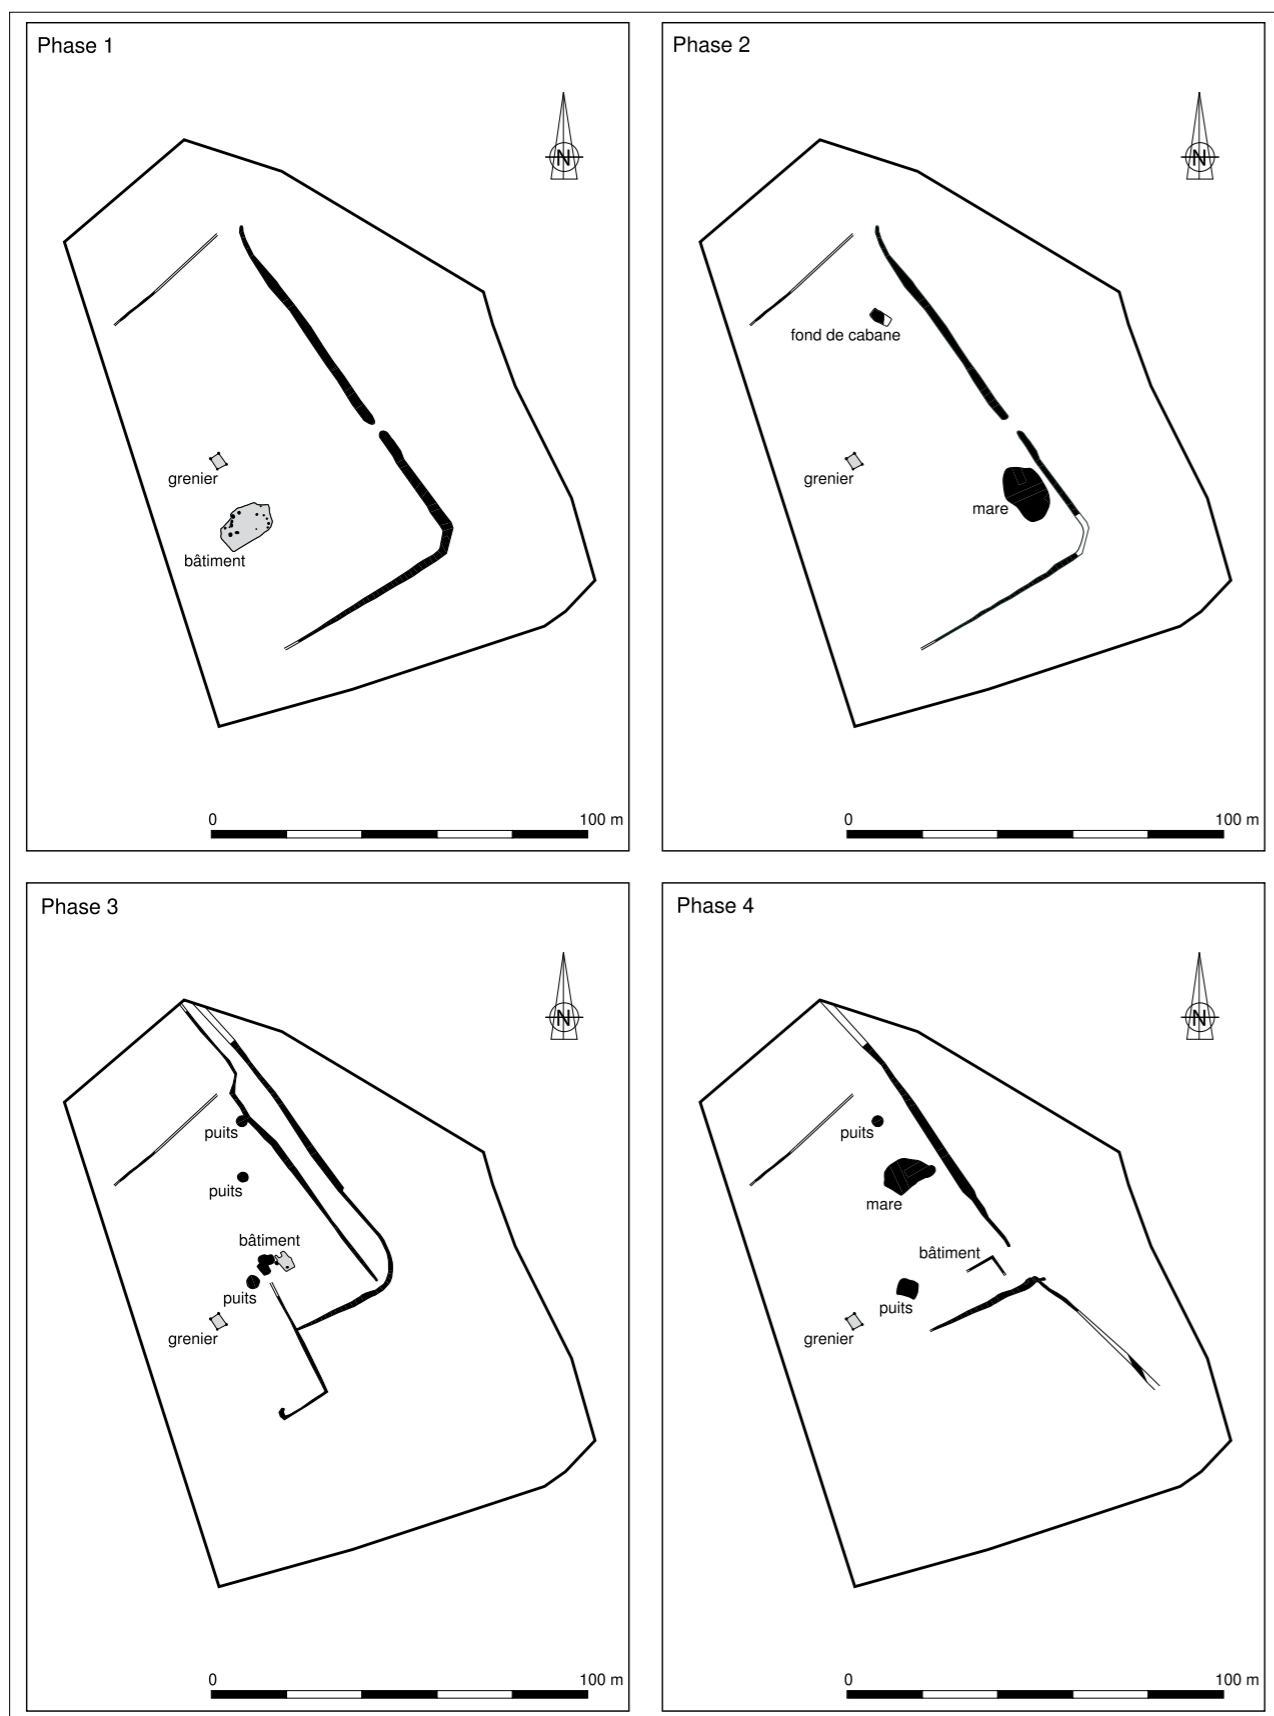 Phase 1
N
grenier
bâtiment
0 100 m
Phase 2
N
fond de cabane
grenier
mare
0 100 m
Phase 3
N
puits
puits
bâtiment
puits
grenier
0 100 m
Phase 4
N
puits
mare
bâtiment
puits
grenier
0 100 m